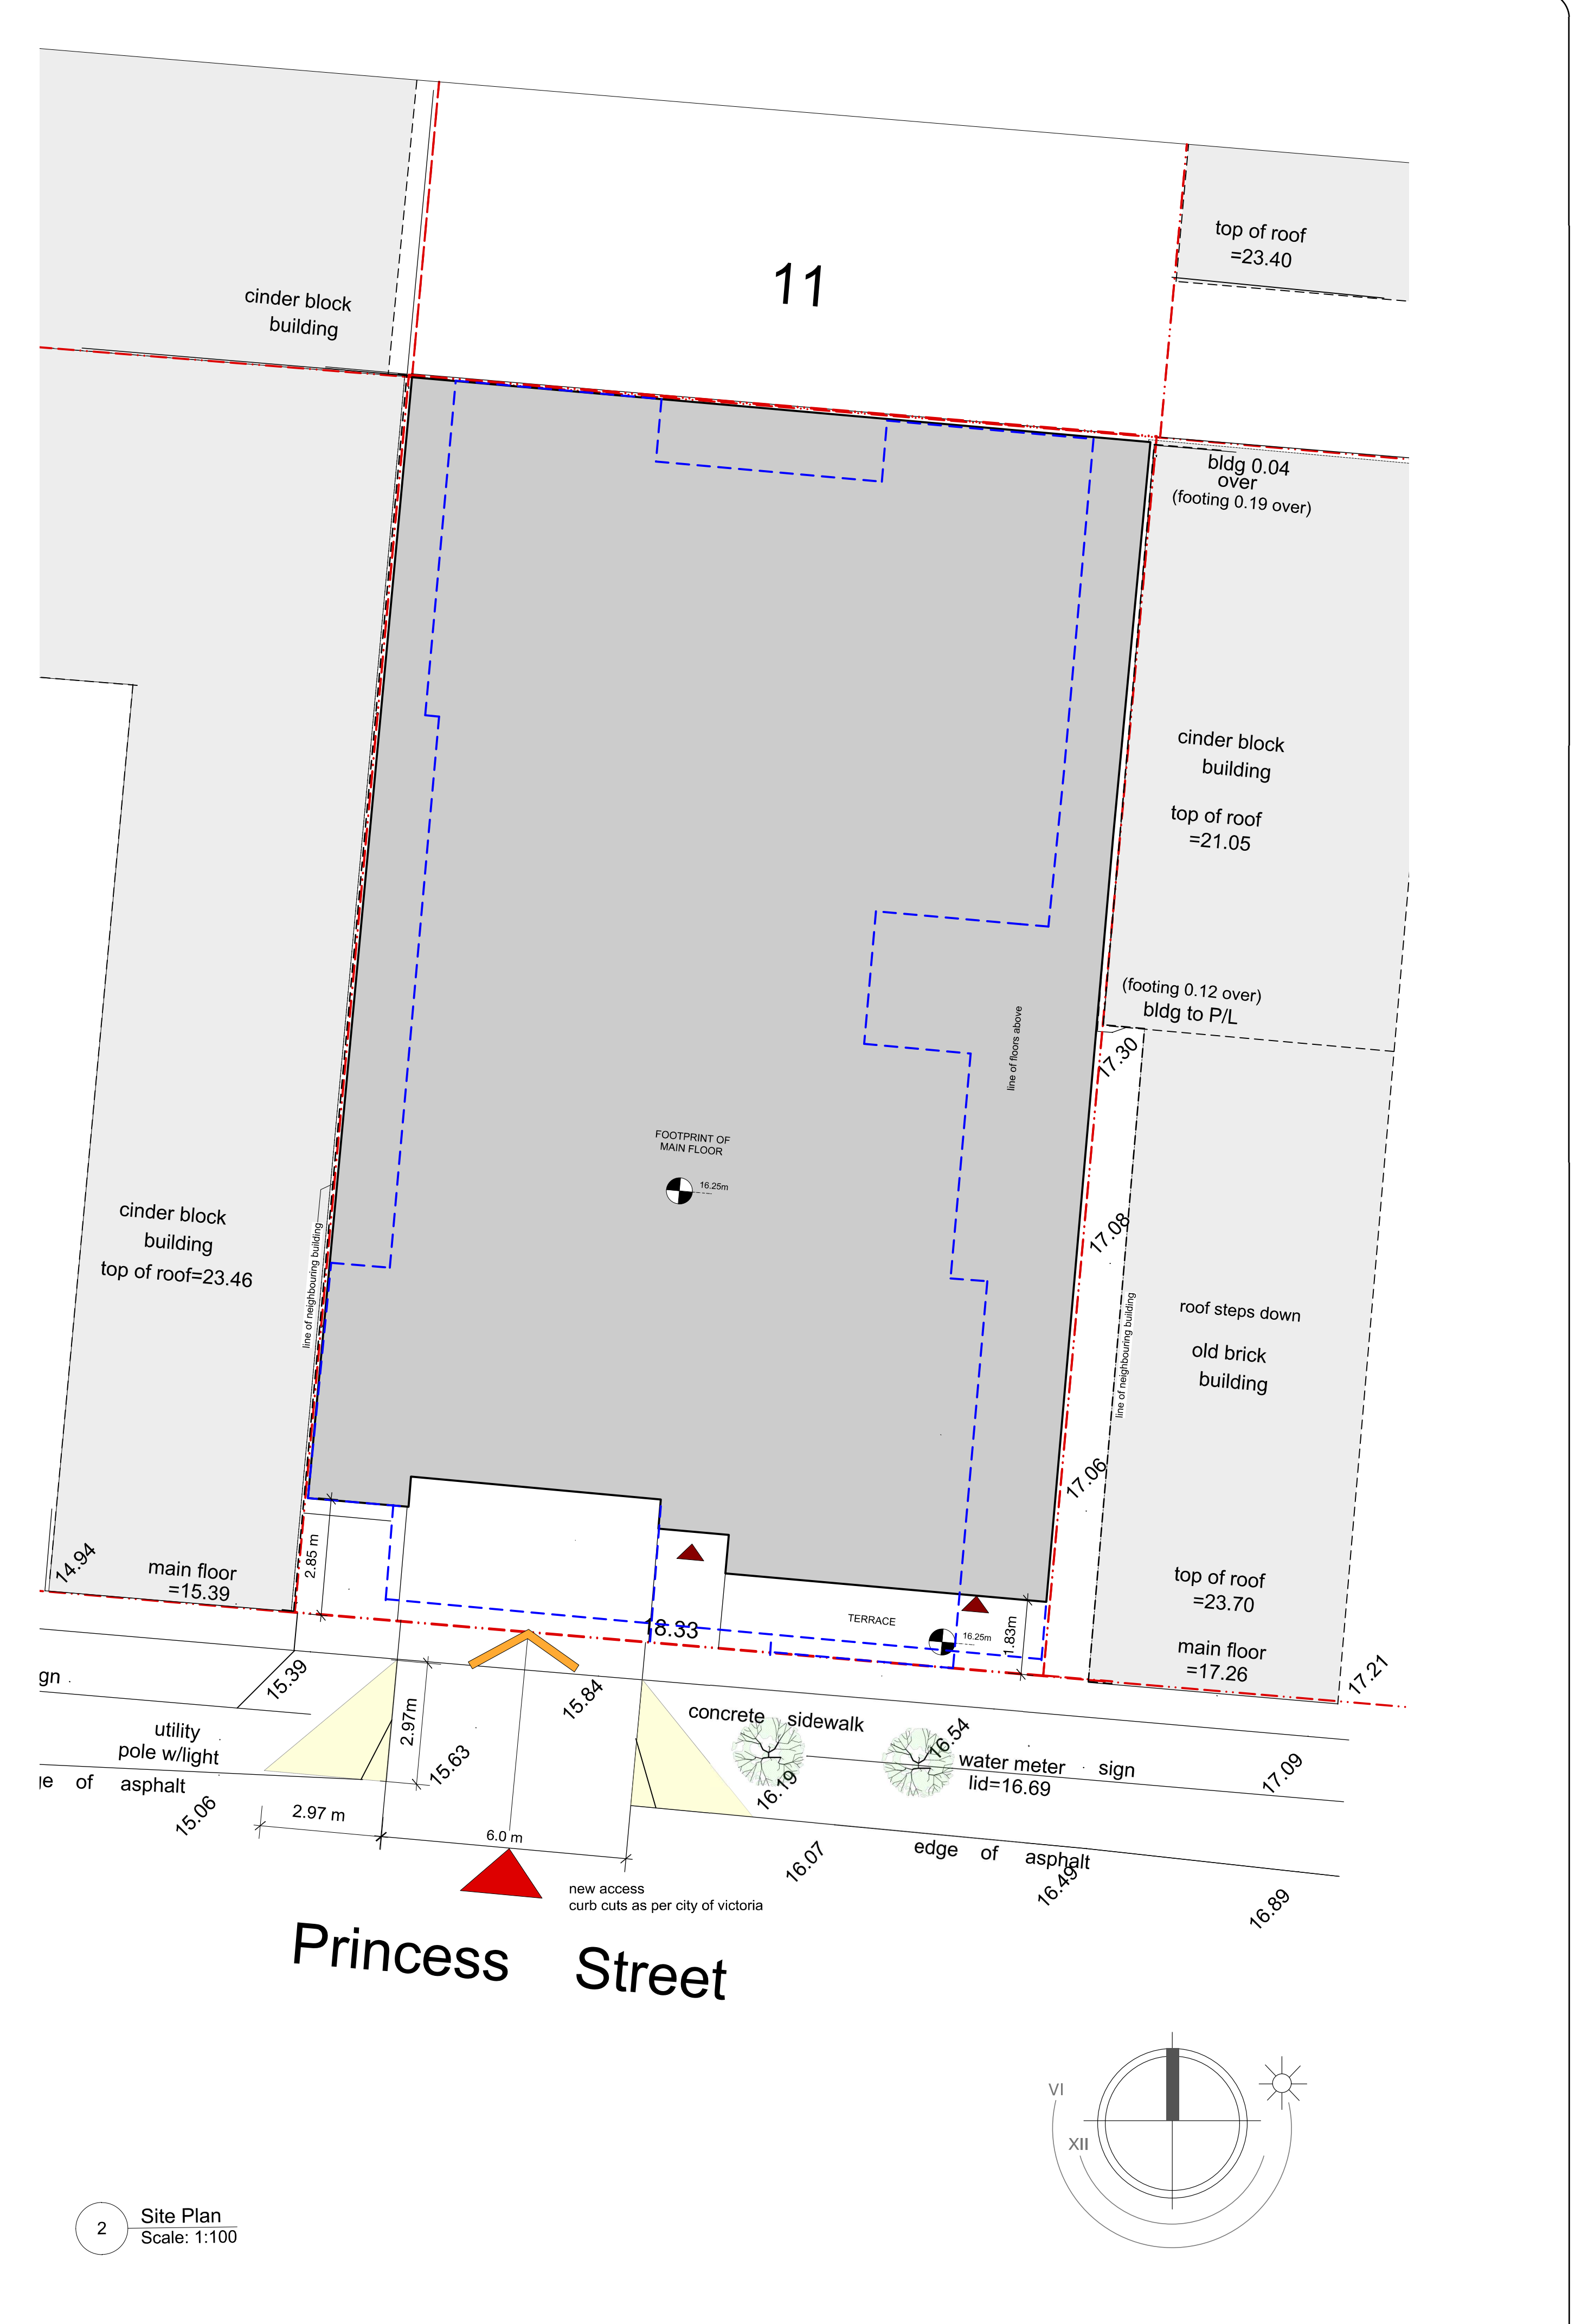 11
top of roof
=23.40
cinder block
building
bldg 0.04
over
(footing 0.19 over)
cinder block
building
top of roof
=21.05
(footing 0.12 over)
bldg to P/L
17.30
line of floors above
FOOTPRINT OF
MAIN FLOOR
16.25m
cinder block
building
top of roof=23.46
line of neighbouring building
17.08
line of neighbouring building
roof steps down
old brick
building
17.06
2.85 m
14.94
main floor
=15.39
18.33
TERRACE
16.25m
1.83m
top of roof
=23.70
main floor
=17.26
17.21
gn
15.39
15.84
concrete sidewalk
16.54
utility
pole w/light
2.97m
15.63
16.19
water meter sign
lid=16.69
17.09
ge of asphalt
15.06
2.97 m
6.0 m
16.07
edge of asphalt
16.49
16.89
new access
curb cuts as per city of victoria
Princess Street
VI
XII
2
Site Plan
Scale: 1:100